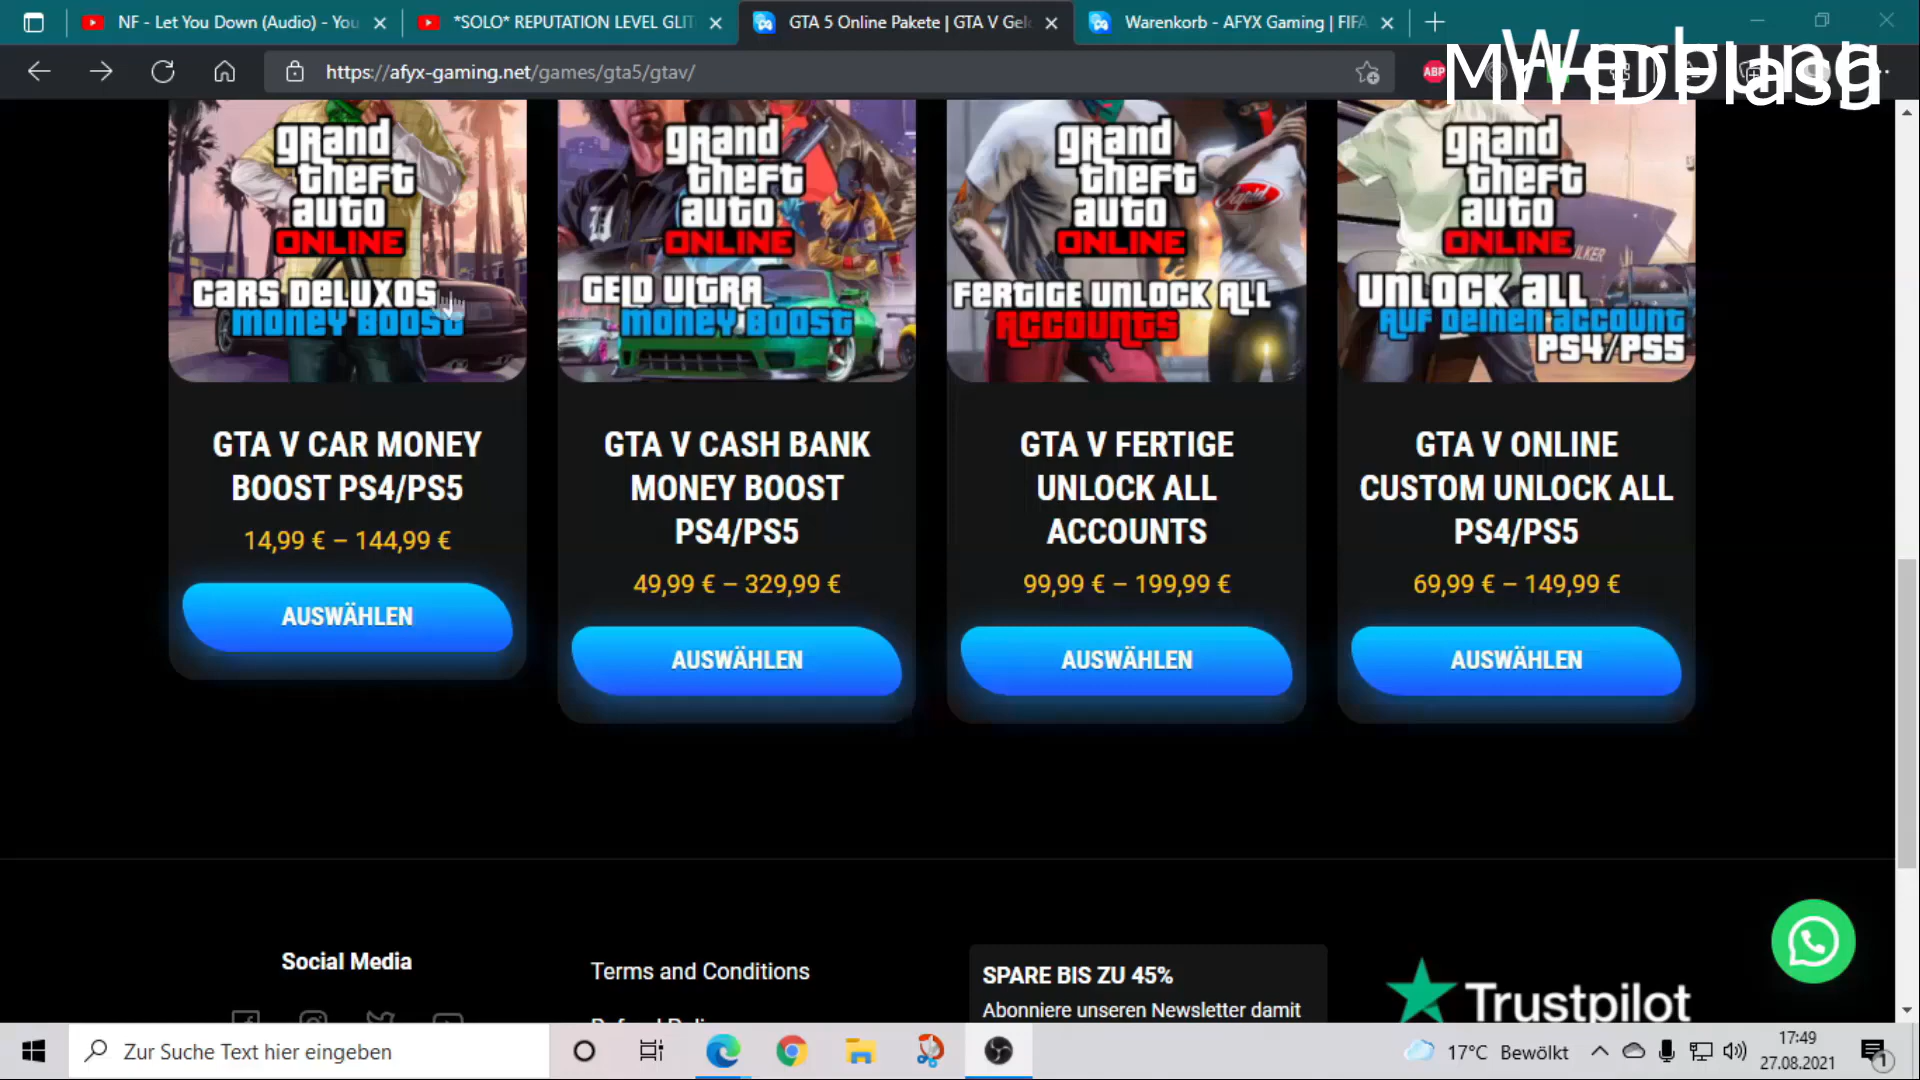 NF - Let You Down (Audio) - You
*SOLO* REPUTATION LEVEL GLIT
GTA 5 Online Pakete | GTA V Gel
Warenkorb - AFYX Gaming | FIFA
Werbung
https://afyx-gaming.net/games/gta5/gtav/
ABP
grand theft auto ONLINE
CARS DELUXOS
MONEY BOOST
grand theft auto ONLINE
GELD ULTRA
MONEY BOOST
grand theft auto ONLINE
FERTIGE UNLOCK ALL
ACCOUNTS
grand theft auto ONLINE
UNLOCK ALL
AUF DEINEN ACCOUNT
PS4/PS5
GTA V CAR MONEY
BOOST PS4/PS5
14,99 € – 144,99 €
AUSWÄHLEN
GTA V CASH BANK
MONEY BOOST
PS4/PS5
49,99 € – 329,99 €
AUSWÄHLEN
GTA V FERTIGE
UNLOCK ALL
ACCOUNTS
99,99 € – 199,99 €
AUSWÄHLEN
GTA V ONLINE
CUSTOM UNLOCK ALL
PS4/PS5
69,99 € – 149,99 €
AUSWÄHLEN
Social Media
Terms and Conditions
SPARE BIS ZU 45%
Abonniere unseren Newsletter damit
Trustpilot
Zur Suche Text hier eingeben
17°C Bewölkt
17:49
27.08.2021
1